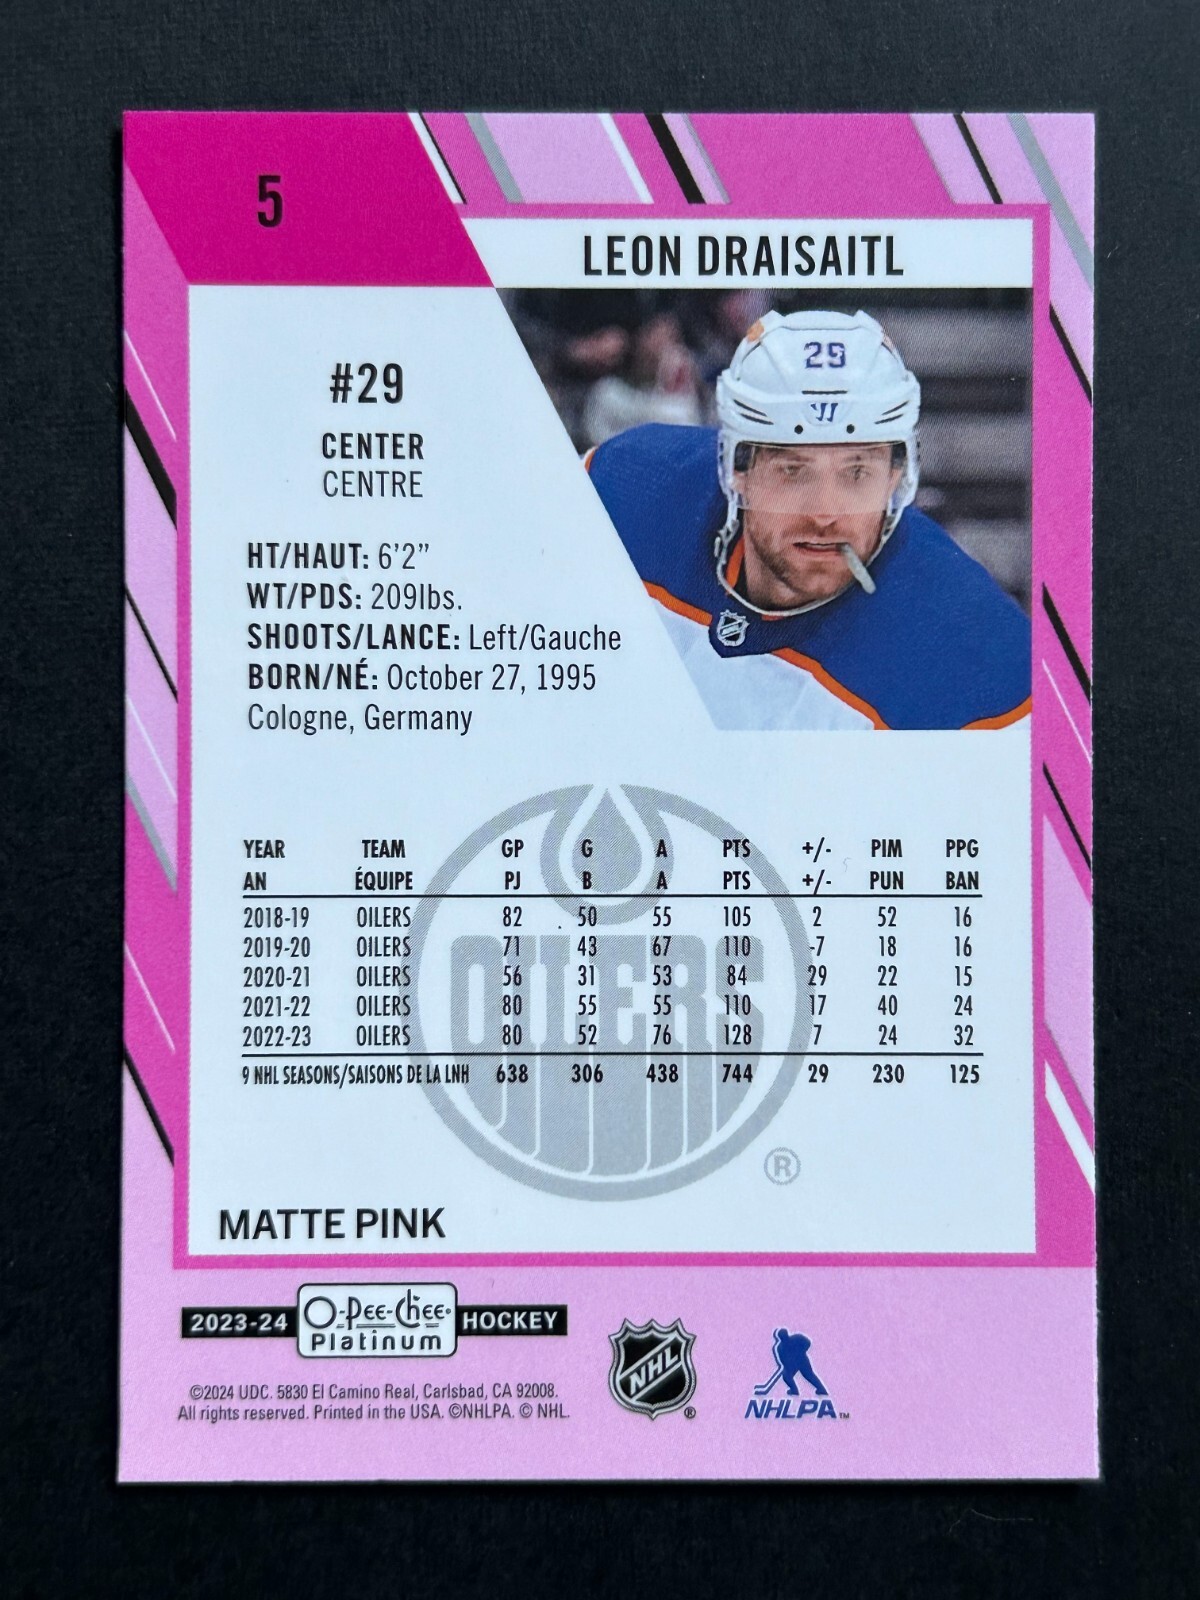 5
LEON DRAISAITL
29
#29
CENTER
CENTRE
HT/HAUT: 6'2"
WT/PDS: 209lbs.
SHOOTS/LANCE: Left/Gauche
BORN/NÉ: October 27, 1995
Cologne, Germany
YEAR TEAM GP G A PTS +/- PIM PPG
AN ÉQUIPE PJ B A PTS +/- PUN BAN
2018-19 OILERS 82 50 55 105 2 52 16
2019-20 OILERS 71 43 67 110 -7 18 16
2020-21 OILERS 56 31 53 84 29 22 15
2021-22 OILERS 80 55 55 110 17 40 24
2022-23 OILERS 80 52 76 128 7 24 32
9 NHL SEASONS/SAISONS DE LA LNH 638 306 438 744 29 230 125
OILERS
®
MATTE PINK
2023-24 O-Pee-Chee Platinum HOCKEY
©2024 UDC. 5830 El Camino Real, Carlsbad, CA 92008.
All rights reserved. Printed in the USA. ©NHLPA. © NHL.
NHL ®
NHLPA™